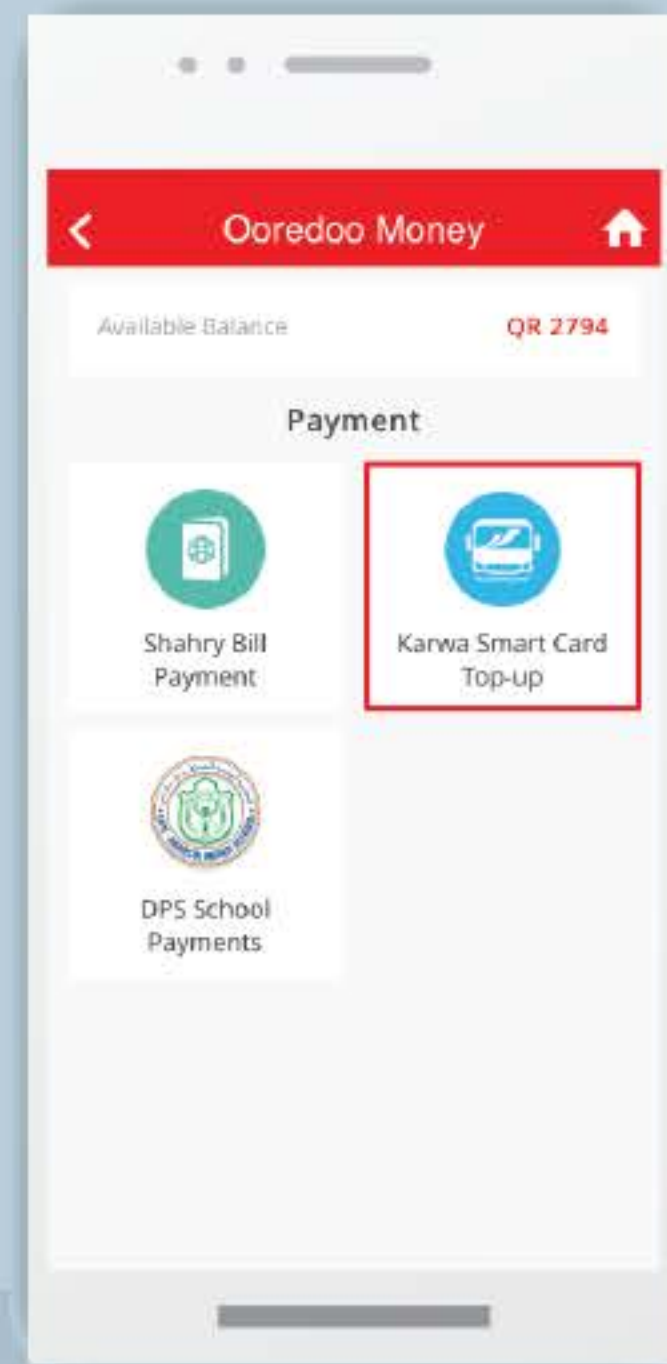 Ooredoo Money
Available Balance
QR 2794
Payment
Shahry Bill
Payment
Karwa Smart Card
Top-up
DPS School
Payments